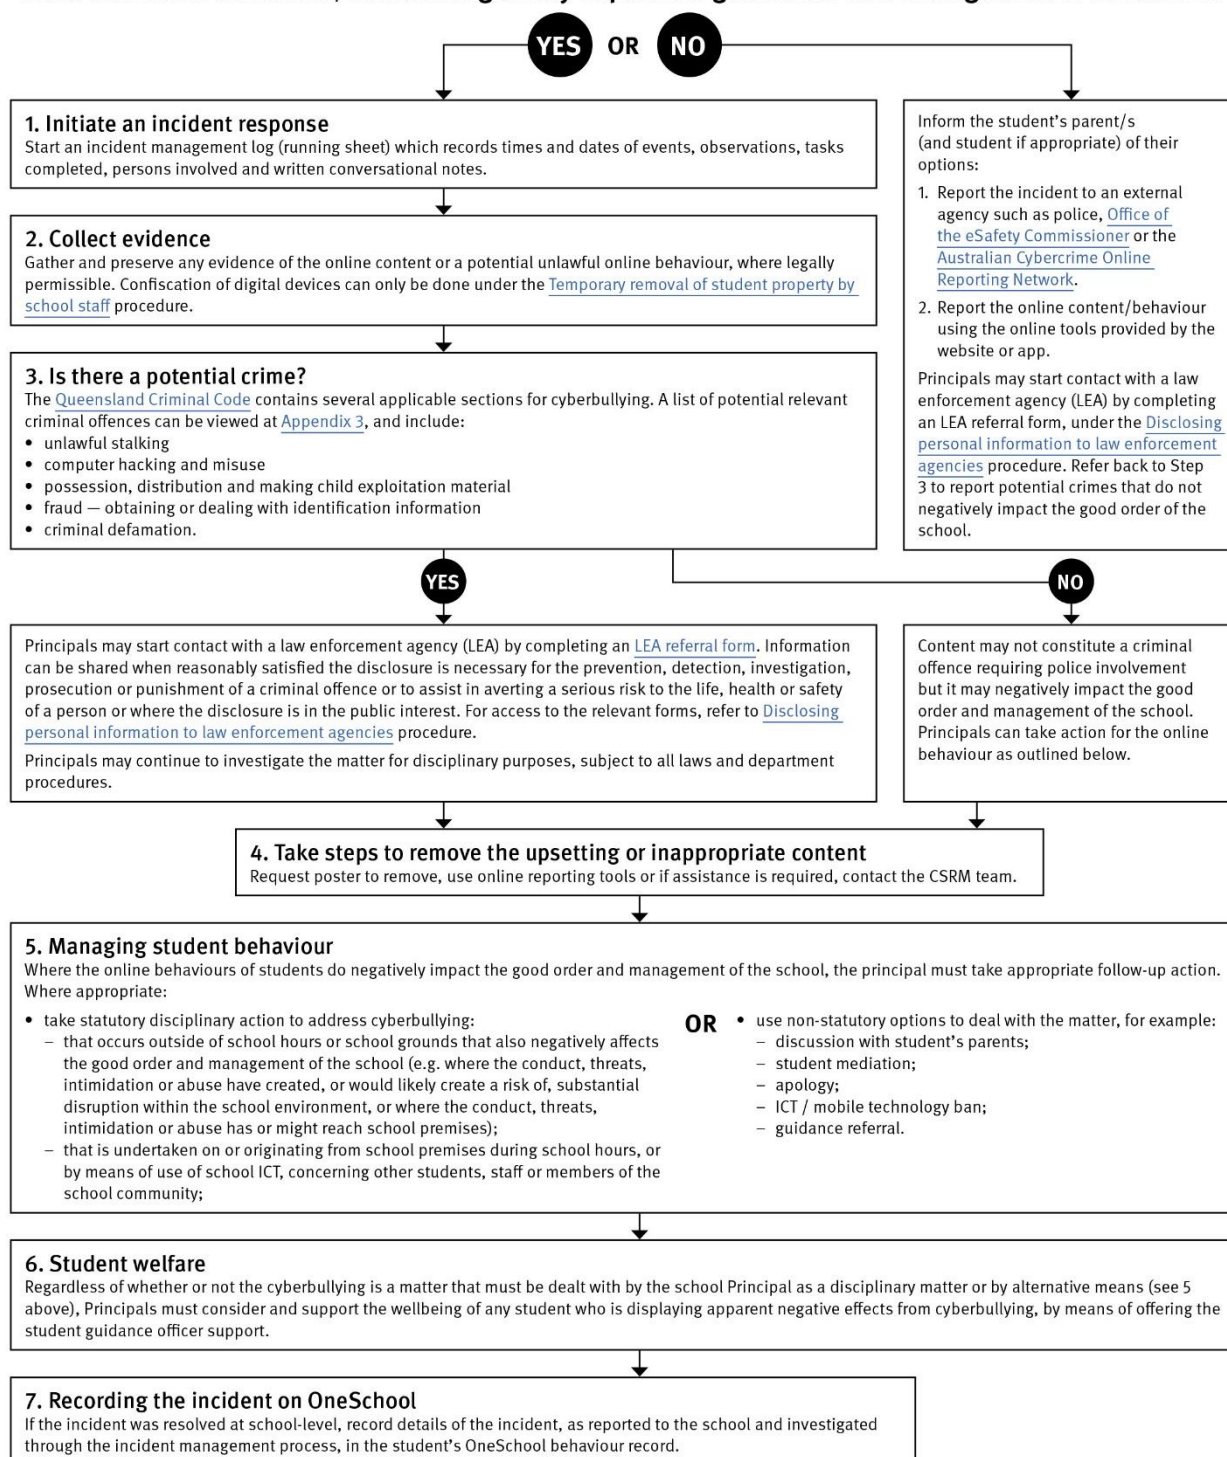 YES OR NO
1. Initiate an incident response
Start an incident management log (running sheet) which records times and dates of events, observations, tasks
completed, persons involved and written conversational notes.
2. Collect evidence
Gather and preserve any evidence of the online content or a potential unlawful online behaviour, where legally
permissible. Confiscation of digital devices can only be done under the Temporary removal of student property by
school staff procedure.
3. Is there a potential crime?
The Queensland Criminal Code contains several applicable sections for cyberbullying. A list of potential relevant
criminal offences can be viewed at Appendix 3, and include:
• unlawful stalking
• computer hacking and misuse
• possession, distribution and making child exploitation material
• fraud — obtaining or dealing with identification information
• criminal defamation.
Inform the student's parent/s
(and student if appropriate) of their
options:
1. Report the incident to an external
agency such as police, Office of
the eSafety Commissioner or the
Australian Cybercrime Online
Reporting Network.
2. Report the online content/behaviour
using the online tools provided by the
website or app.
Principals may start contact with a law
enforcement agency (LEA) by completing
an LEA referral form, under the Disclosing
personal information to law enforcement
agencies procedure. Refer back to Step
3 to report potential crimes that do not
negatively impact the good order of the
school.
YES
NO
Principals may start contact with a law enforcement agency (LEA) by completing an LEA referral form. Information
can be shared when reasonably satisfied the disclosure is necessary for the prevention, detection, investigation,
prosecution or punishment of a criminal offence or to assist in averting a serious risk to the life, health or safety
of a person or where the disclosure is in the public interest. For access to the relevant forms, refer to Disclosing
personal information to law enforcement agencies procedure.
Principals may continue to investigate the matter for disciplinary purposes, subject to all laws and department
procedures.
Content may not constitute a criminal
offence requiring police involvement
but it may negatively impact the good
order and management of the school.
Principals can take action for the online
behaviour as outlined below.
4. Take steps to remove the upsetting or inappropriate content
Request poster to remove, use online reporting tools or if assistance is required, contact the CSRM team.
5. Managing student behaviour
Where the online behaviours of students do negatively impact the good order and management of the school, the principal must take appropriate follow-up action.
Where appropriate:
• take statutory disciplinary action to address cyberbullying:
– that occurs outside of school hours or school grounds that also negatively affects
the good order and management of the school (e.g. where the conduct, threats,
intimidation or abuse have created, or would likely create a risk of, substantial
disruption within the school environment, or where the conduct, threats,
intimidation or abuse has or might reach school premises);
– that is undertaken on or originating from school premises during school hours, or
by means of use of school ICT, concerning other students, staff or members of the
school community;
OR
• use non-statutory options to deal with the matter, for example:
– discussion with student's parents;
– student mediation;
– apology;
– ICT / mobile technology ban;
– guidance referral.
6. Student welfare
Regardless of whether or not the cyberbullying is a matter that must be dealt with by the school Principal as a disciplinary matter or by alternative means (see 5
above), Principals must consider and support the wellbeing of any student who is displaying apparent negative effects from cyberbullying, by means of offering the
student guidance officer support.
7. Recording the incident on OneSchool
If the incident was resolved at school-level, record details of the incident, as reported to the school and investigated
through the incident management process, in the student's OneSchool behaviour record.